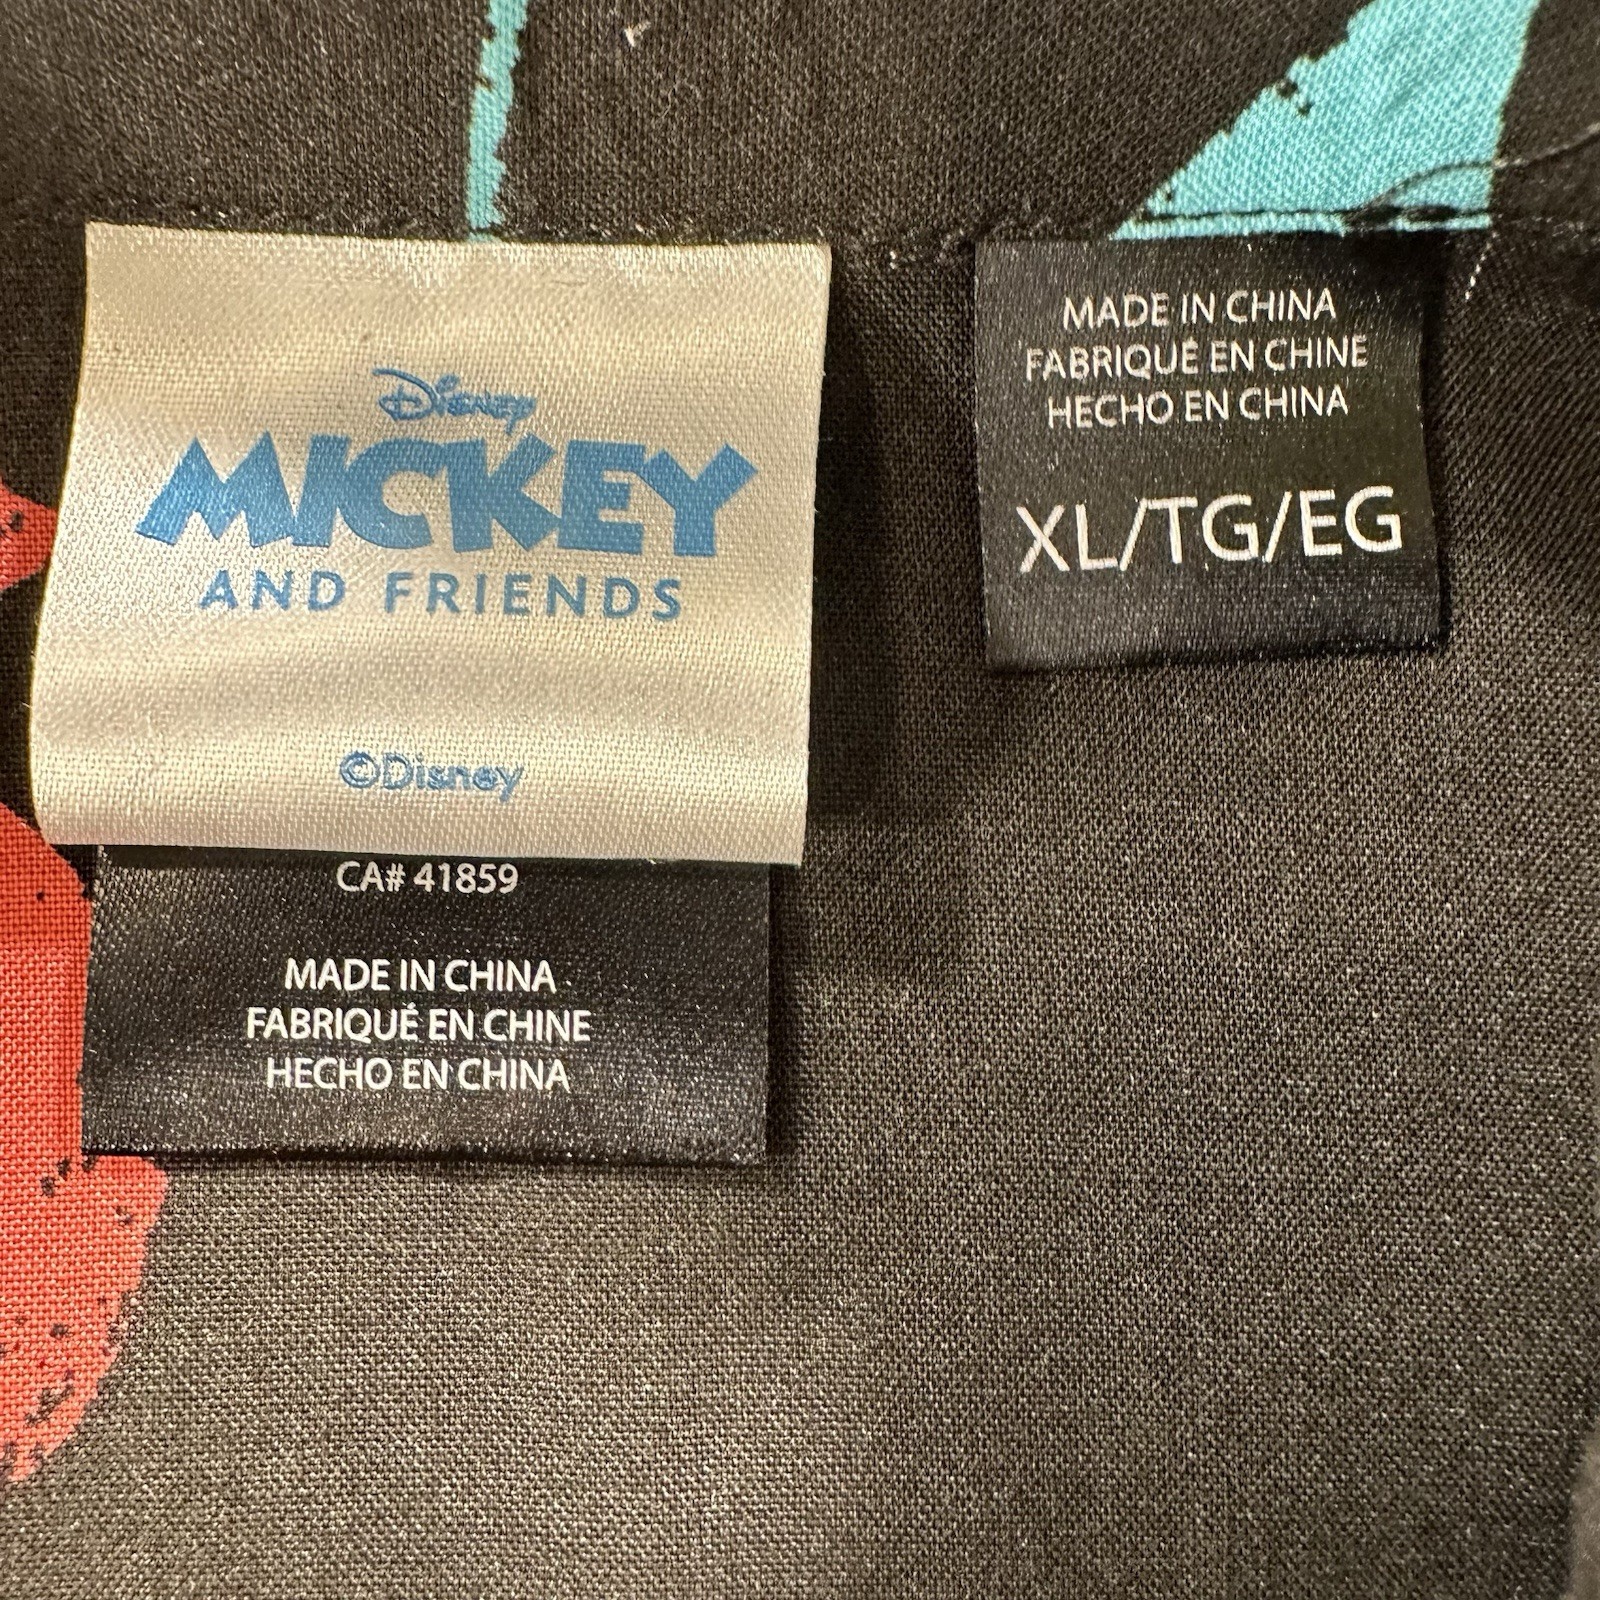 Disney
MICKEY
AND FRIENDS
©Disney
CA# 41859
MADE IN CHINA
FABRIQUÉ EN CHINE
HECHO EN CHINA
MADE IN CHINA
FABRIQUÉ EN CHINE
HECHO EN CHINA
XL/TG/EG